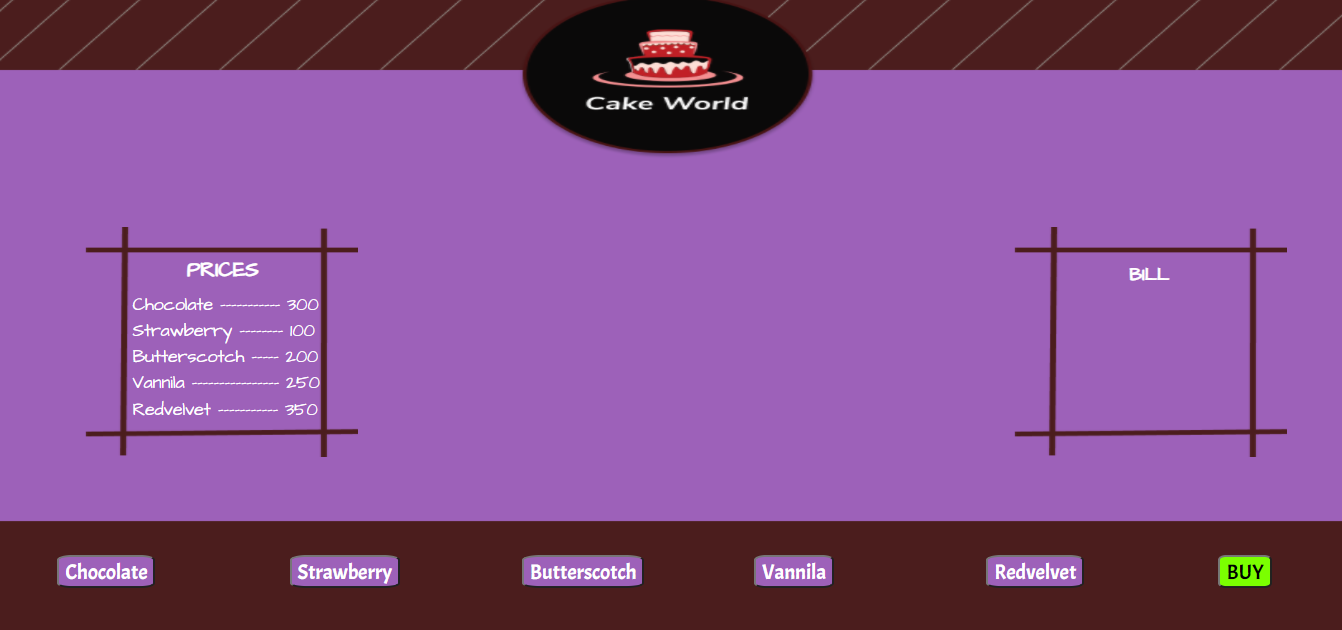 Cake World
PRICES
Chocolate ----------- 300
Strawberry -------- 100
Butterscotch ----- 200
Vannila ---------------- 250
Redvelvet ----------- 350
BILL
Chocolate
Strawberry
Butterscotch
Vannila
Redvelvet
BUY